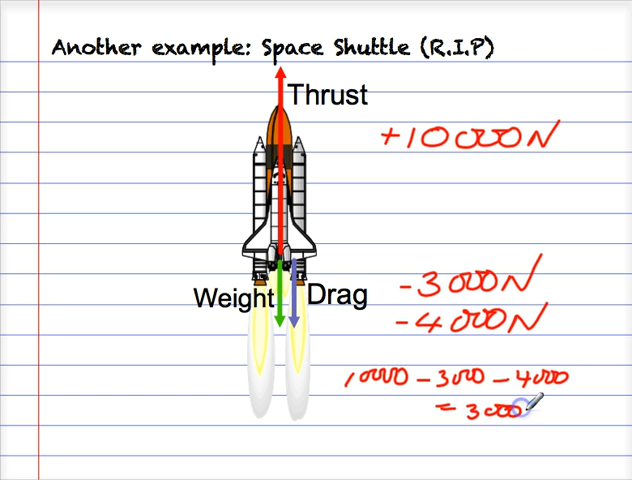 Another example: Space Shuttle (R.I.P)
Thrust
+10000N
Weight
Drag
-3000N
-4000N
10000 - 3000 - 4000
= 3000